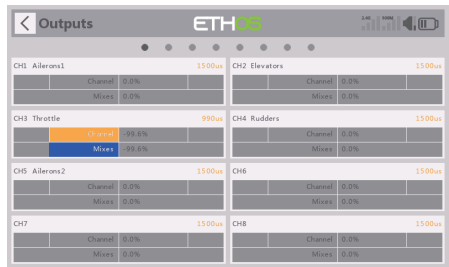 Outputs
ETHOS
2.4G 900M
CH1 Ailerons1 1500us
Channel 0.0%
Mixes 0.0%
CH2 Elevators 1500us
Channel 0.0%
Mixes 0.0%
CH3 Throttle 990us
Channel -99.6%
Mixes -99.6%
CH4 Rudders 1500us
Channel 0.0%
Mixes 0.0%
CH5 Ailerons2 1500us
Channel 0.0%
Mixes 0.0%
CH6 1500us
Channel 0.0%
Mixes 0.0%
CH7 1500us
Channel 0.0%
Mixes 0.0%
CH8 1500us
Channel 0.0%
Mixes 0.0%